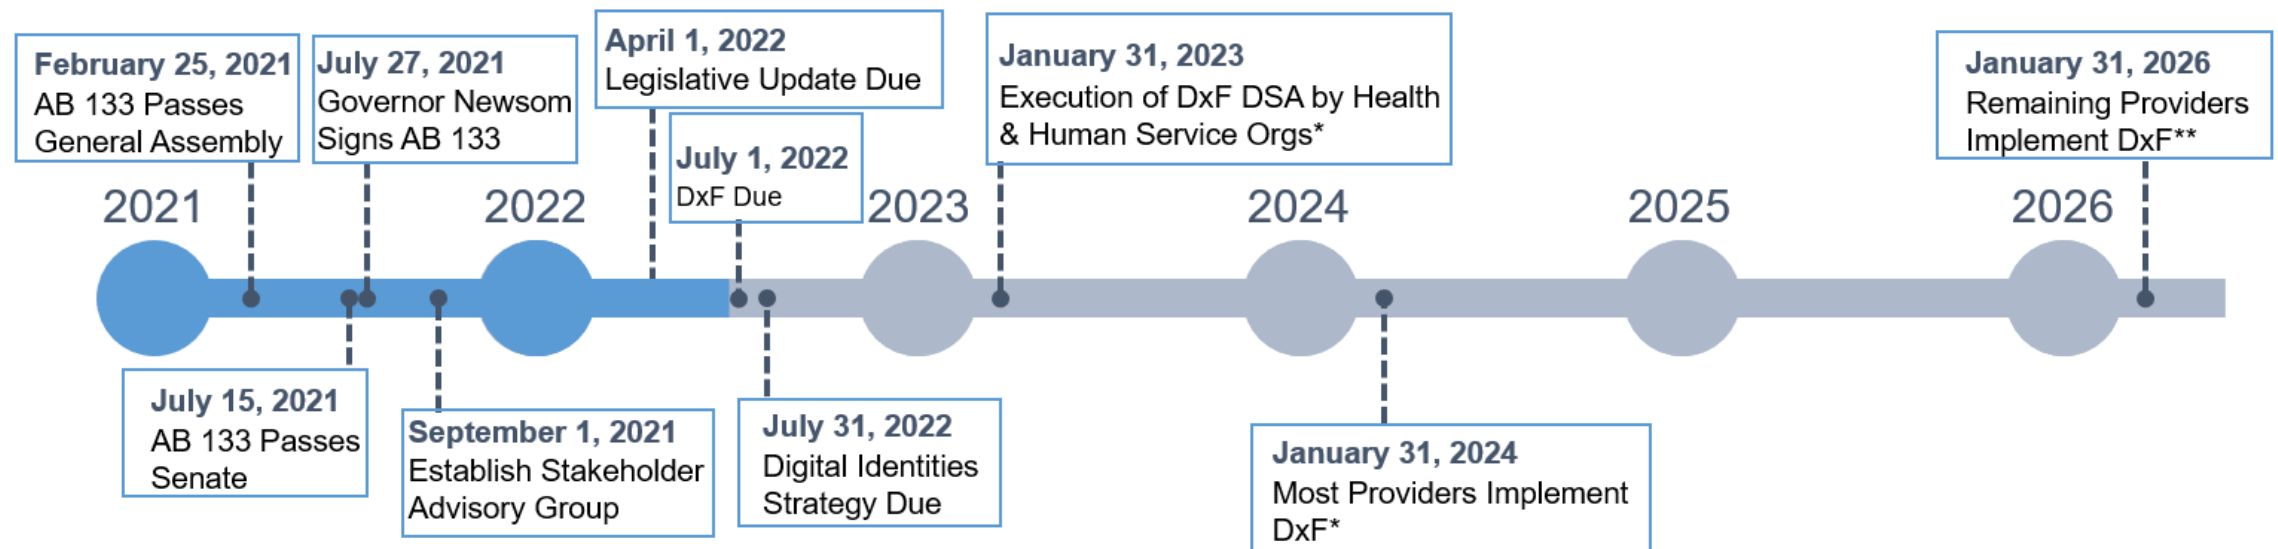 February 25, 2021
AB 133 Passes
General Assembly
July 27, 2021
Governor Newsom
Signs AB 133
April 1, 2022
Legislative Update Due
July 1, 2022
DxF Due
January 31, 2023
Execution of DxF DSA by Health
& Human Service Orgs*
January 31, 2026
Remaining Providers
Implement DxF**
2021
2022
2023
2024
2025
2026
July 15, 2021
AB 133 Passes
Senate
September 1, 2021
Establish Stakeholder
Advisory Group
July 31, 2022
Digital Identities
Strategy Due
January 31, 2024
Most Providers Implement
DxF*